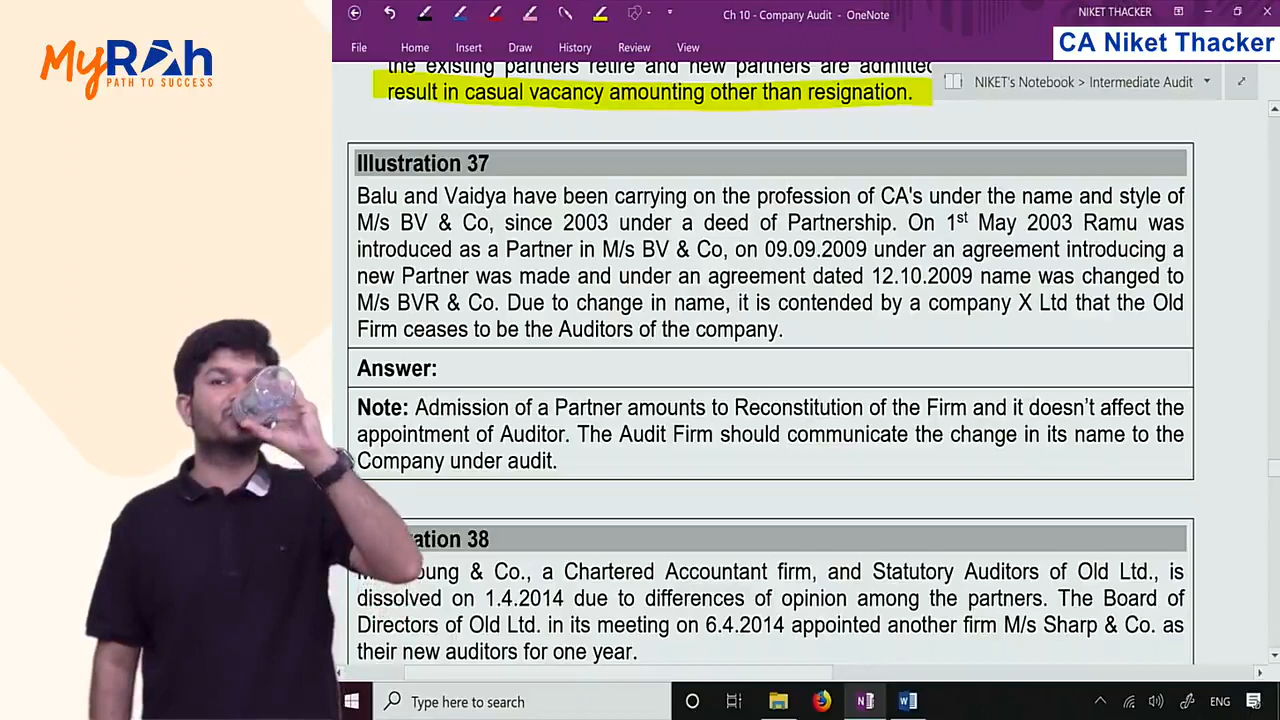 MyRAh
PATH TO SUCCESS
Ch 10 - Company Audit - OneNote
NIKET THACKER
CA Niket Thacker
File Home Insert Draw History Review View
the existing partners retire and new partners are admitted
result in casual vacancy amounting other than resignation.
NIKET's Notebook > Intermediate Audit
Illustration 37
Balu and Vaidya have been carrying on the profession of CA's under the name and style of
M/s BV & Co, since 2003 under a deed of Partnership. On 1st May 2003 Ramu was
introduced as a Partner in M/s BV & Co, on 09.09.2009 under an agreement introducing a
new Partner was made and under an agreement dated 12.10.2009 name was changed to
M/s BVR & Co. Due to change in name, it is contended by a company X Ltd that the Old
Firm ceases to be the Auditors of the company.
Answer:
Note: Admission of a Partner amounts to Reconstitution of the Firm and it doesn't affect the
appointment of Auditor. The Audit Firm should communicate the change in its name to the
Company under audit.
ration 38
oung & Co., a Chartered Accountant firm, and Statutory Auditors of Old Ltd., is
dissolved on 1.4.2014 due to differences of opinion among the partners. The Board of
Directors of Old Ltd. in its meeting on 6.4.2014 appointed another firm M/s Sharp & Co. as
their new auditors for one year.
Type here to search
ENG